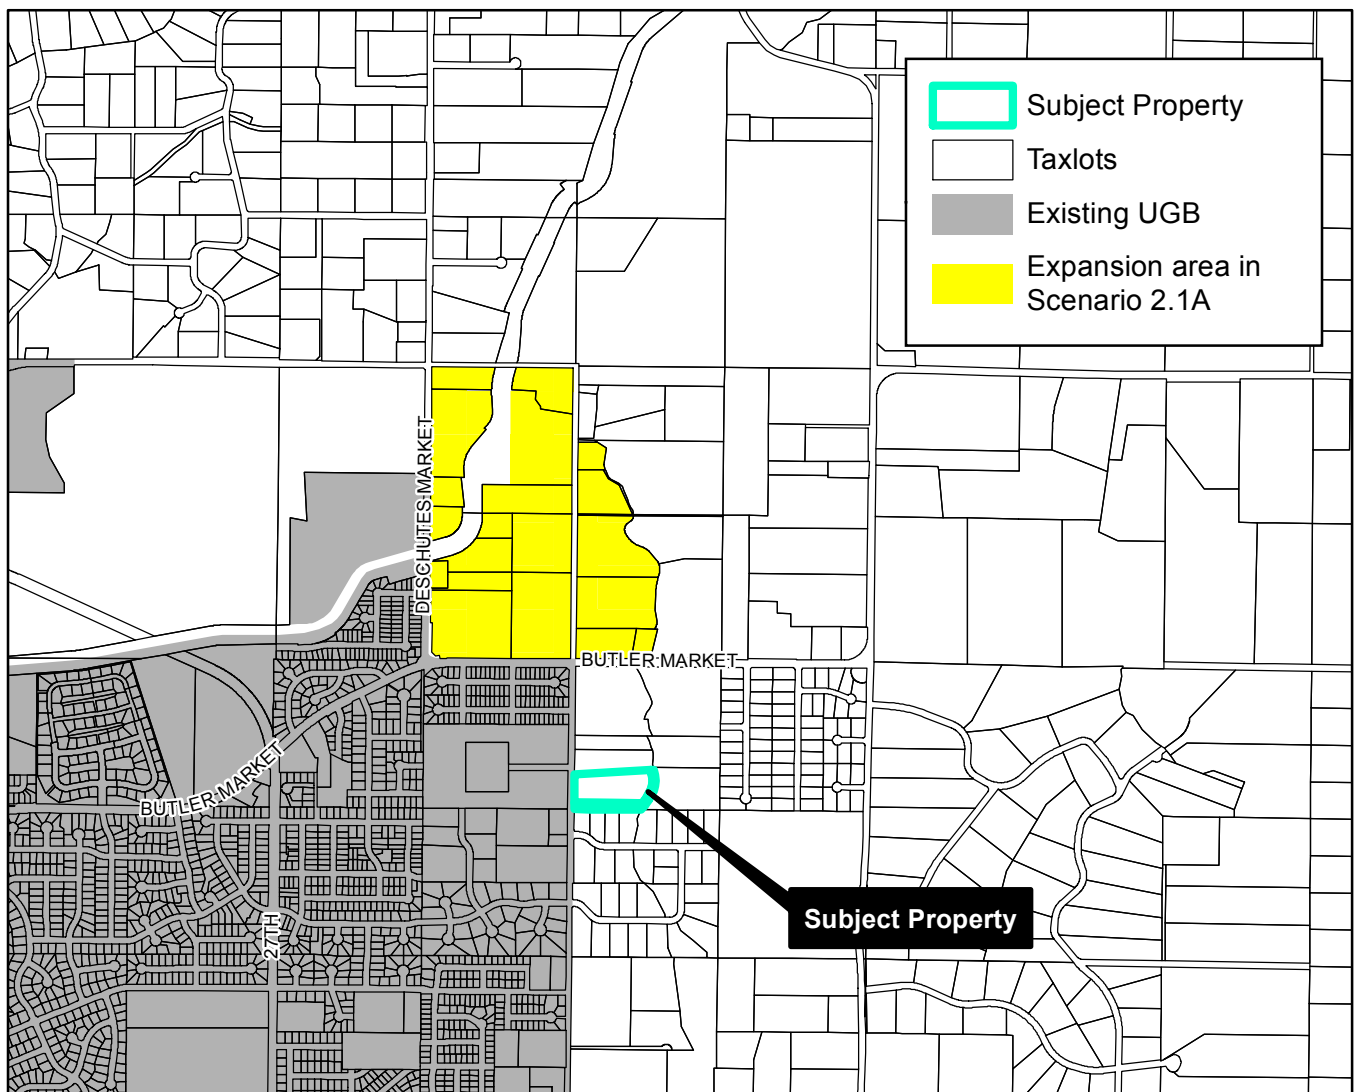 Subject Property
Taxlots
Existing UGB
Expansion area in
Scenario 2.1A
DESCHUTES MARKET
BUTLER MARKET
BUTLER MARKET
Subject Property
27TH